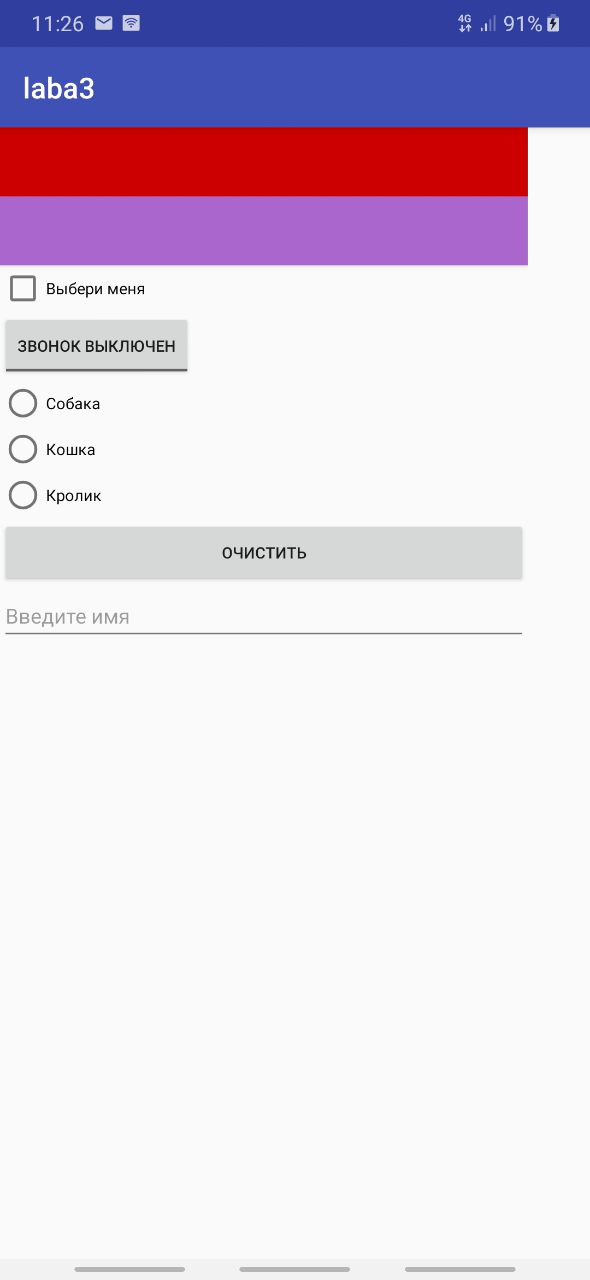 11:26 4G 91%
laba3
Выбери меня
ЗВОНОК ВЫКЛЮЧЕН
Собака
Кошка
Кролик
ОЧИСТИТЬ
Введите имя